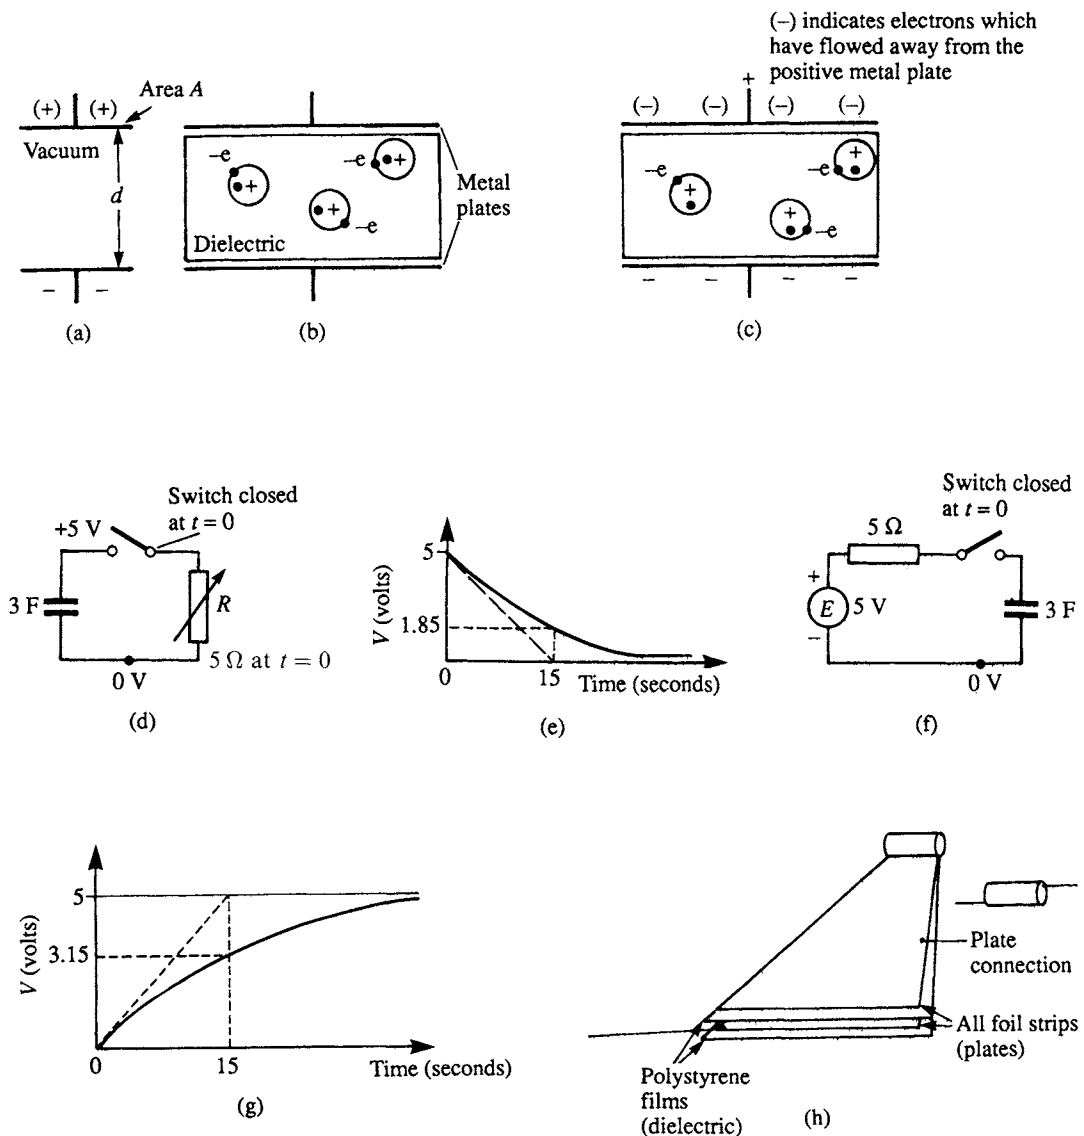 (–) indicates electrons which
have flowed away from the
positive metal plate
(+) (+)
Area A
Vacuum
d
– –
(a)
–e
+
–e
+
+
–e
Dielectric
Metal
plates
(b)
+
(–) (–) (–) (–)
–e
+
–e
+
+
–e
– – – –
(c)
Switch closed
at t = 0
+5 V
3 F
R
5 Ω at t = 0
0 V
(d)
V (volts)
5
1.85
0
15
Time (seconds)
(e)
Switch closed
at t = 0
5 Ω
+
E
5 V
–
3 F
0 V
(f)
V (volts)
5
3.15
0
15
Time (seconds)
(g)
Plate
connection
All foil strips
(plates)
Polystyrene
films
(dielectric)
(h)